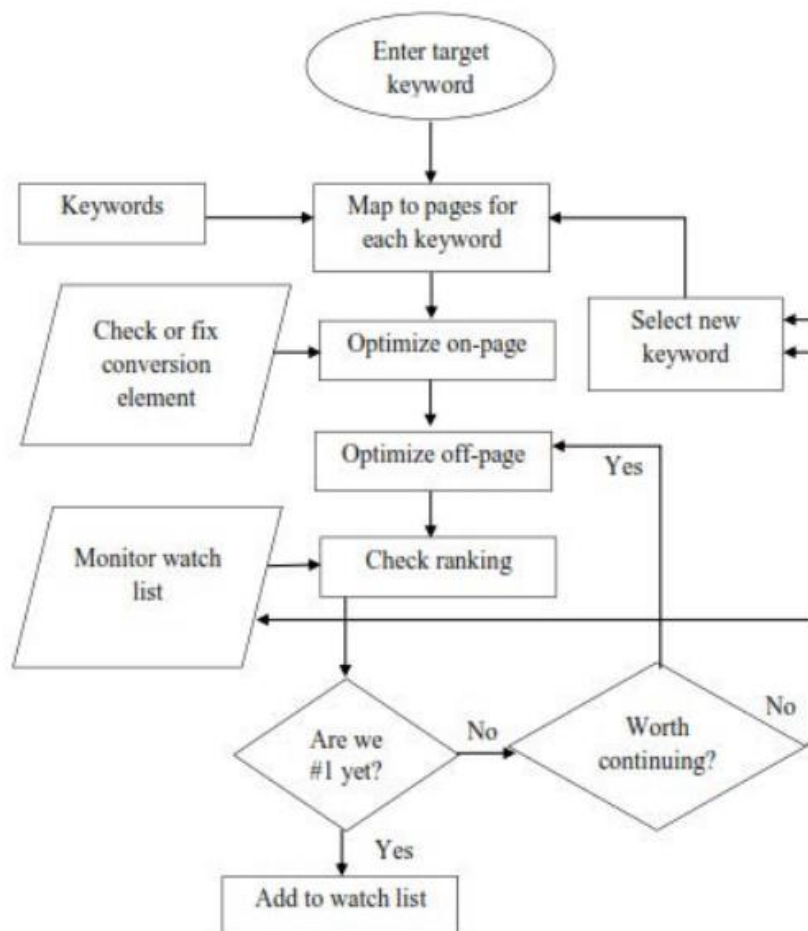 Enter target
keyword
Keywords
Map to pages for
each keyword
Check or fix
conversion
element
Optimize on-page
Select new
keyword
Optimize off-page
Yes
Monitor watch
list
Check ranking
Are we
#1 yet?
No
Worth
continuing?
No
Yes
Add to watch list